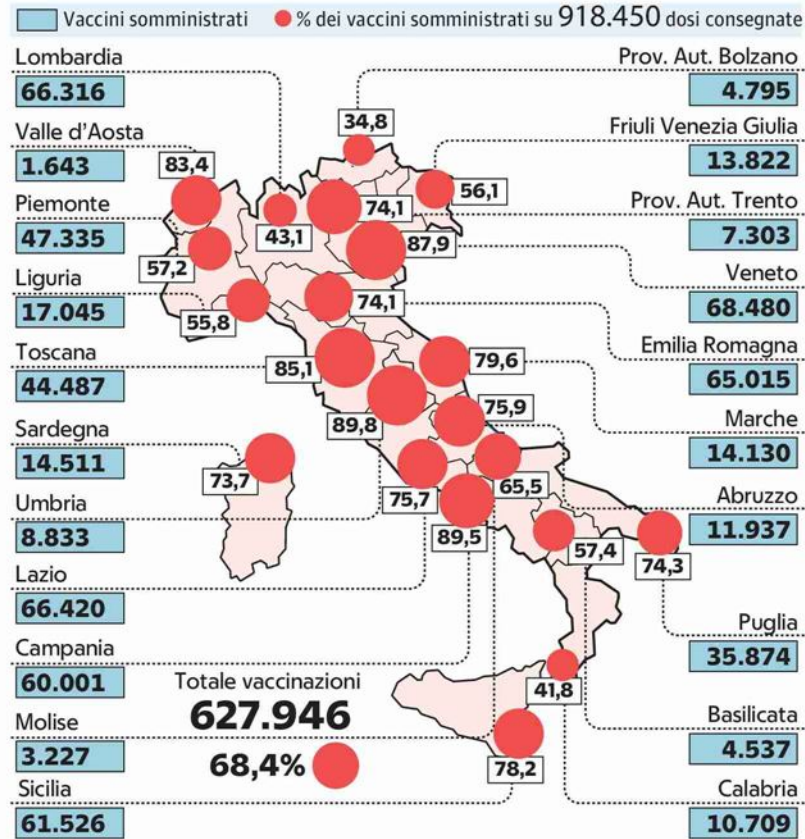 Vaccini somministrati
% dei vaccini somministrati su 918.450 dosi consegnate
Lombardia
66.316
Valle d'Aosta
1.643
Piemonte
47.335
Liguria
17.045
Toscana
44.487
Sardegna
14.511
Umbria
8.833
Lazio
66.420
Campania
60.001
Molise
3.227
Sicilia
61.526
34,8
83,4
56,1
74,1
43,1
87,9
57,2
74,1
55,8
85,1
79,6
75,9
89,8
73,7
75,7
65,5
89,5
57,4
74,3
41,8
78,2
Totale vaccinazioni
627.946
68,4%
Prov. Aut. Bolzano
4.795
Friuli Venezia Giulia
13.822
Prov. Aut. Trento
7.303
Veneto
68.480
Emilia Romagna
65.015
Marche
14.130
Abruzzo
11.937
Puglia
35.874
Basilicata
4.537
Calabria
10.709